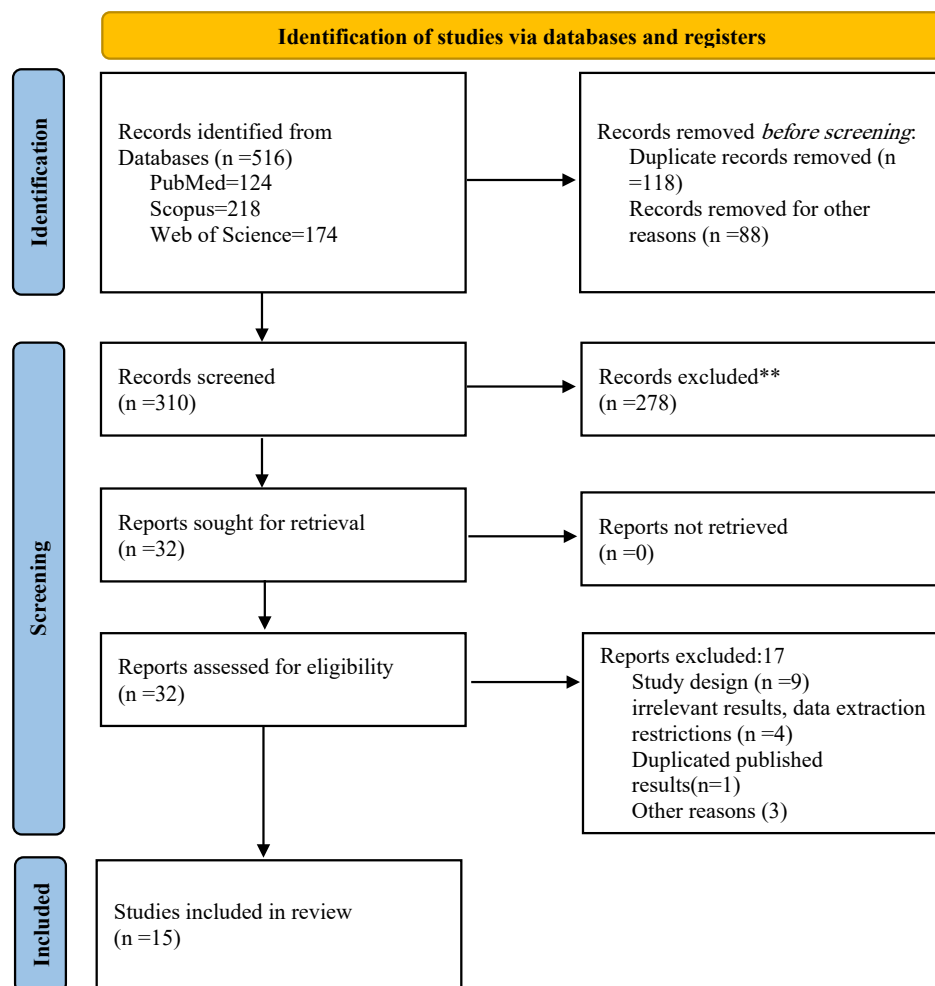 Identification of studies via databases and registers
Identification
Records identified from
Databases (n =516)
PubMed=124
Scopus=218
Web of Science=174
Records removed before screening:
Duplicate records removed (n
=118)
Records removed for other
reasons (n =88)
Screening
Records screened
(n =310)
Records excluded**
(n =278)
Reports sought for retrieval
(n =32)
Reports not retrieved
(n =0)
Reports assessed for eligibility
(n =32)
Reports excluded:17
Study design (n =9)
irrelevant results, data extraction
restrictions (n =4)
Duplicated published
results(n=1)
Other reasons (3)
Included
Studies included in review
(n =15)